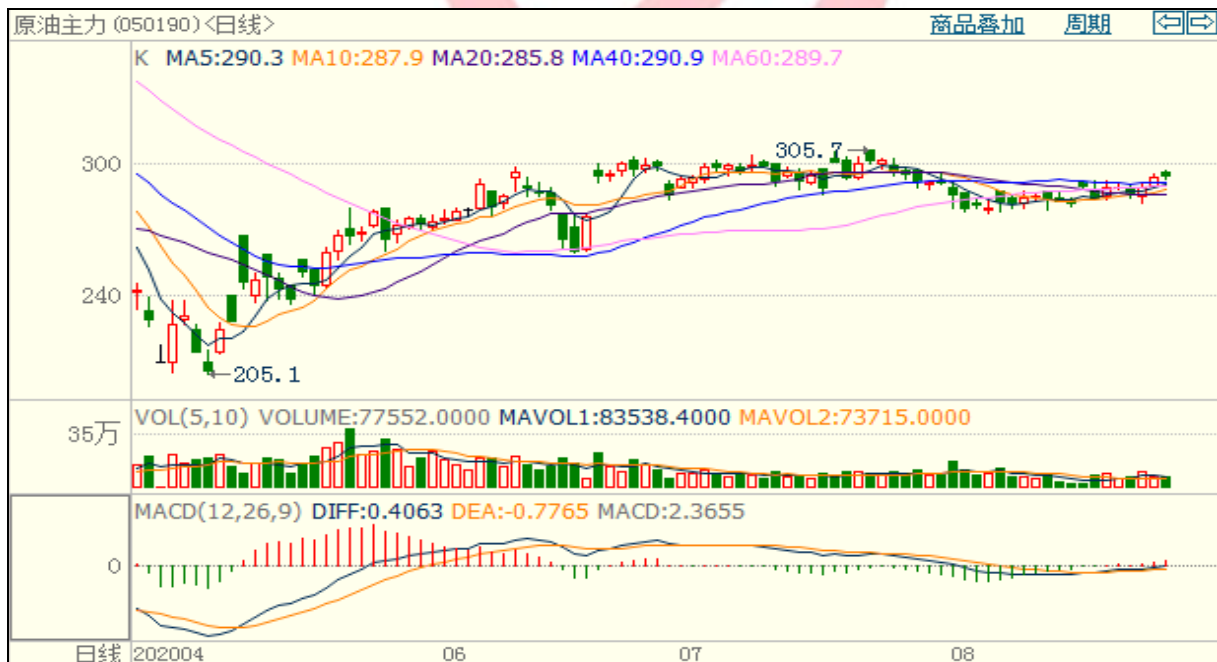 原油主力 (050190)<日线> 商品叠加 周期
K MA5:290.3 MA10:287.9 MA20:285.8 MA40:290.9 MA60:289.7
305.7
300
240
205.1
VOL(5,10) VOLUME:77552.0000 MAVOL1:83538.4000 MAVOL2:73715.0000
35万
MACD(12,26,9) DIFF:0.4063 DEA:-0.7765 MACD:2.3655
0
日线 202004 06 07 08